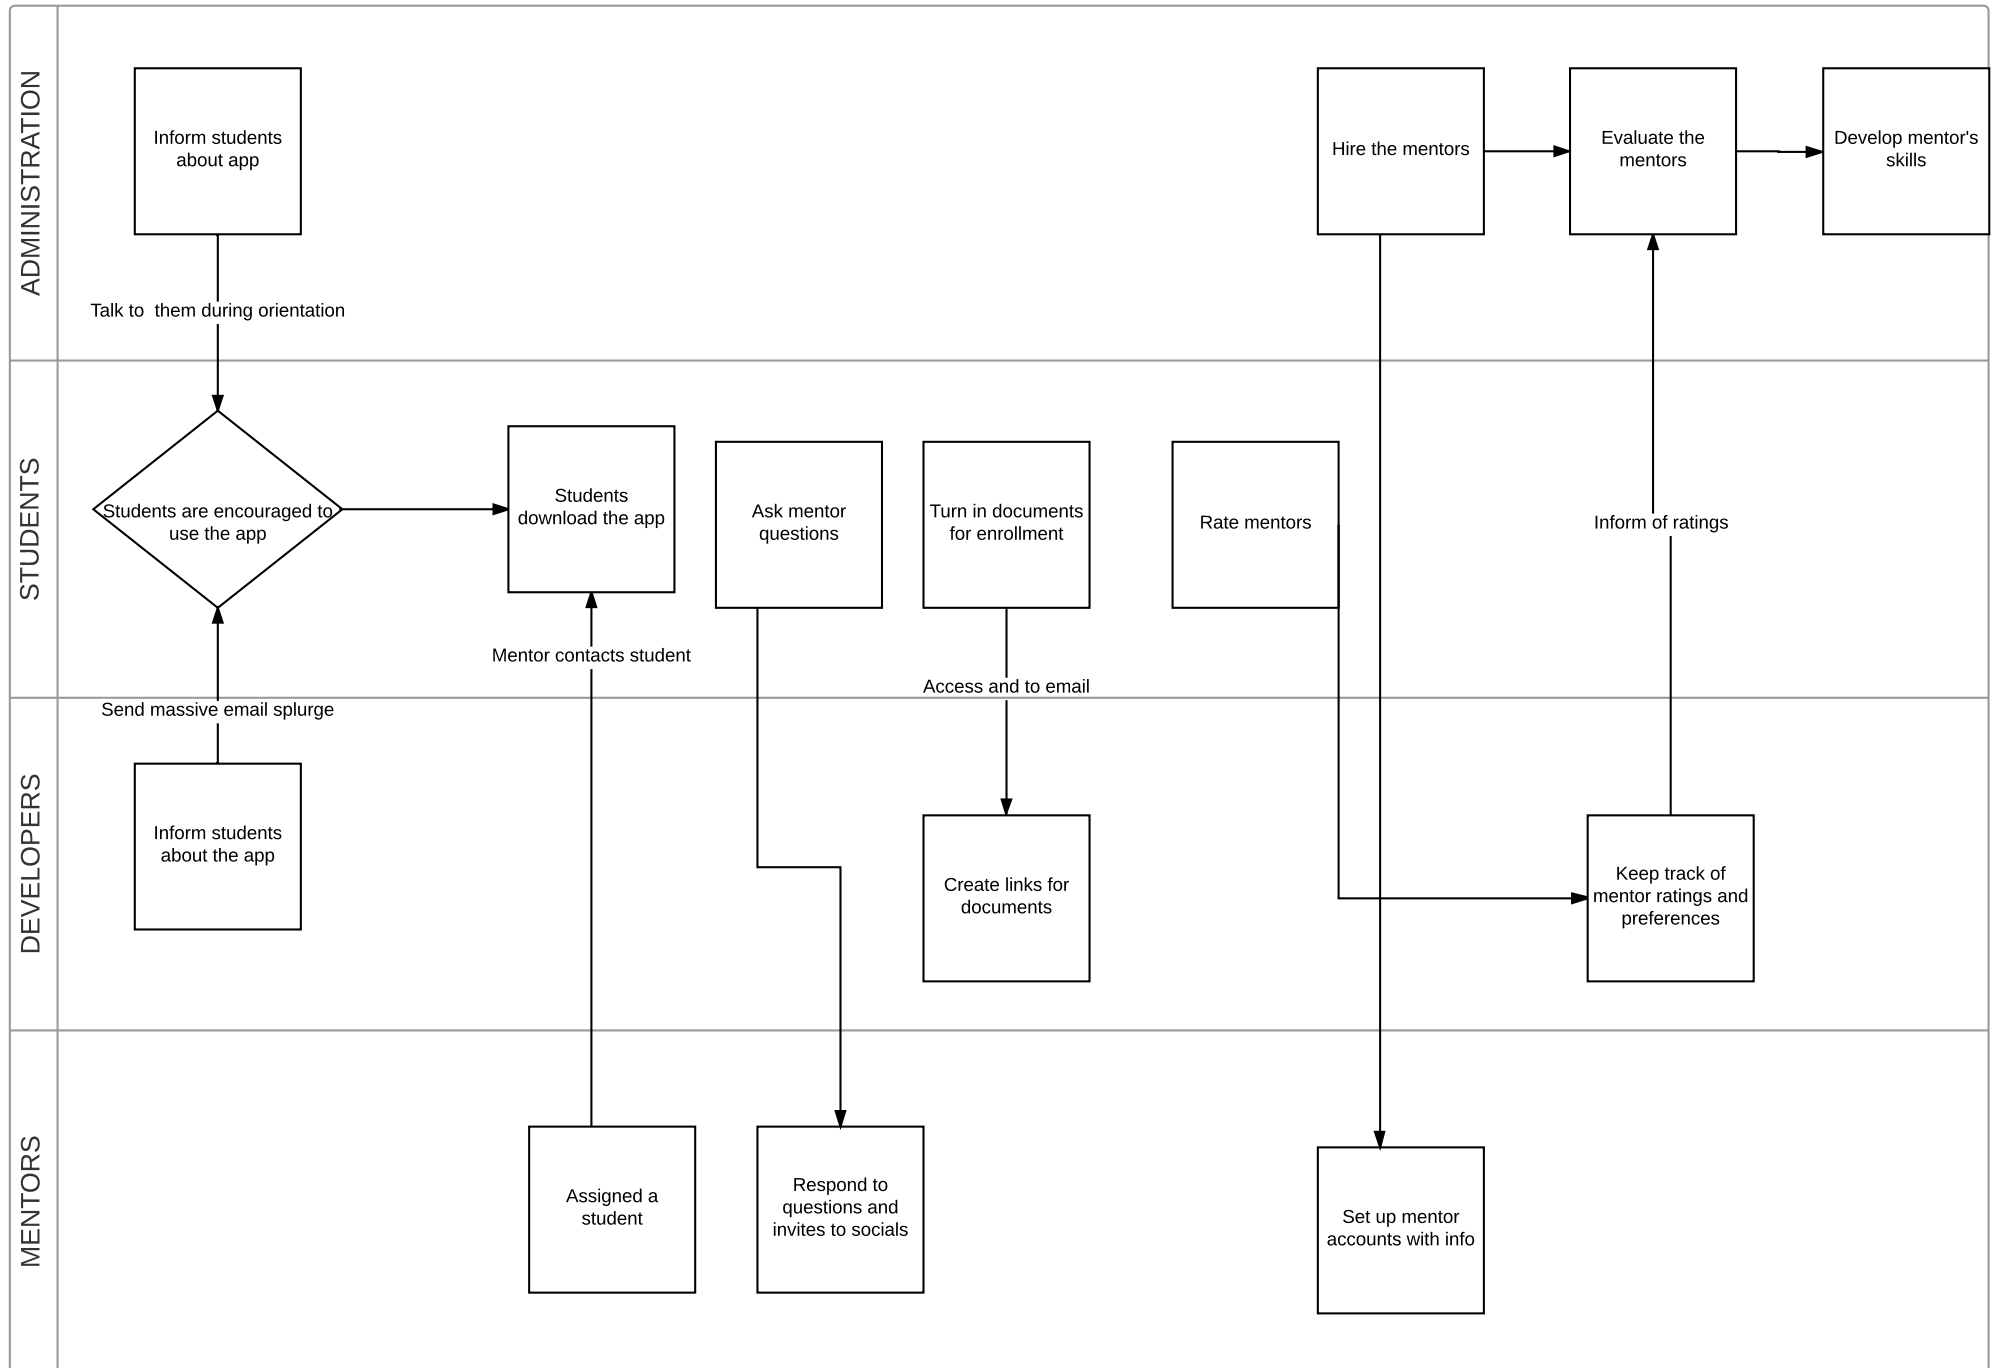 ADMINISTRATION
Inform students
about app
Hire the mentors
Evaluate the
mentors
Develop mentor's
skills
Talk to  them during orientation
STUDENTS
Students are encouraged to
use the app
Students
download the app
Ask mentor
questions
Turn in documents
for enrollment
Rate mentors
Inform of ratings
Mentor contacts student
Access and to email
Send massive email splurge
DEVELOPERS
Inform students
about the app
Create links for
documents
Keep track of
mentor ratings and
preferences
MENTORS
Assigned a
student
Respond to
questions and
invites to socials
Set up mentor
accounts with info